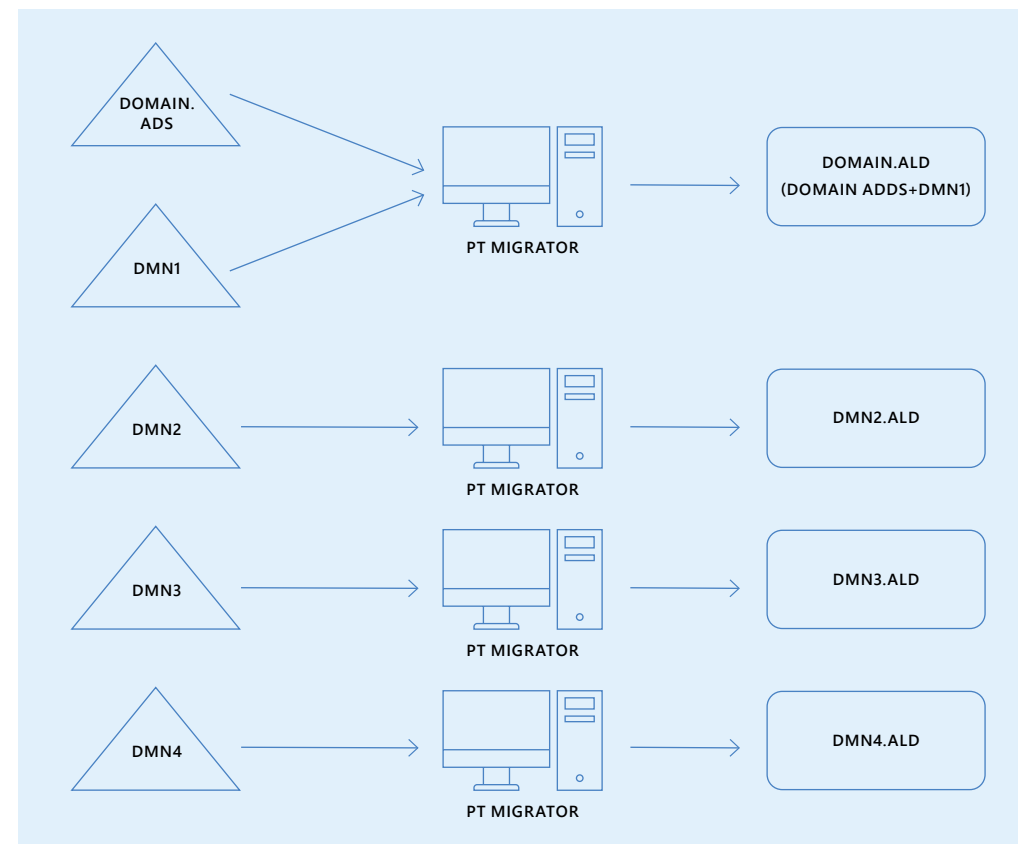 DOMAIN.
ADS
PT MIGRATOR
DOMAIN.ALD
(DOMAIN ADDS+DMN1)
DMN1
DMN2
PT MIGRATOR
DMN2.ALD
DMN3
PT MIGRATOR
DMN3.ALD
DMN4
PT MIGRATOR
DMN4.ALD